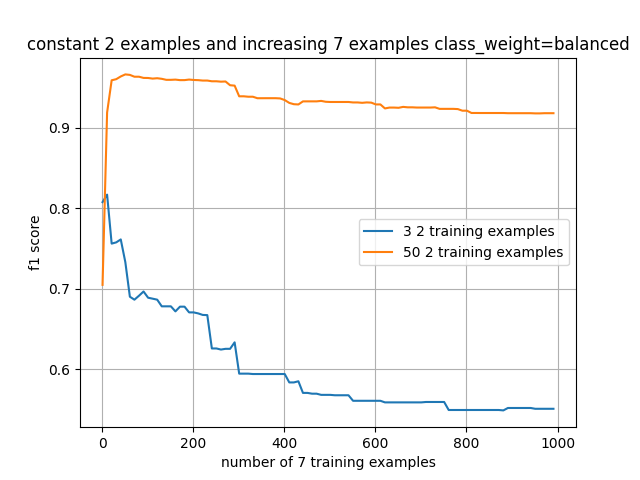 constant 2 examples and increasing 7 examples class_weight=balanced
f1 score
0.9
0.8
0.7
0.6
3 2 training examples
50 2 training examples
0
200
400
600
800
1000
number of 7 training examples